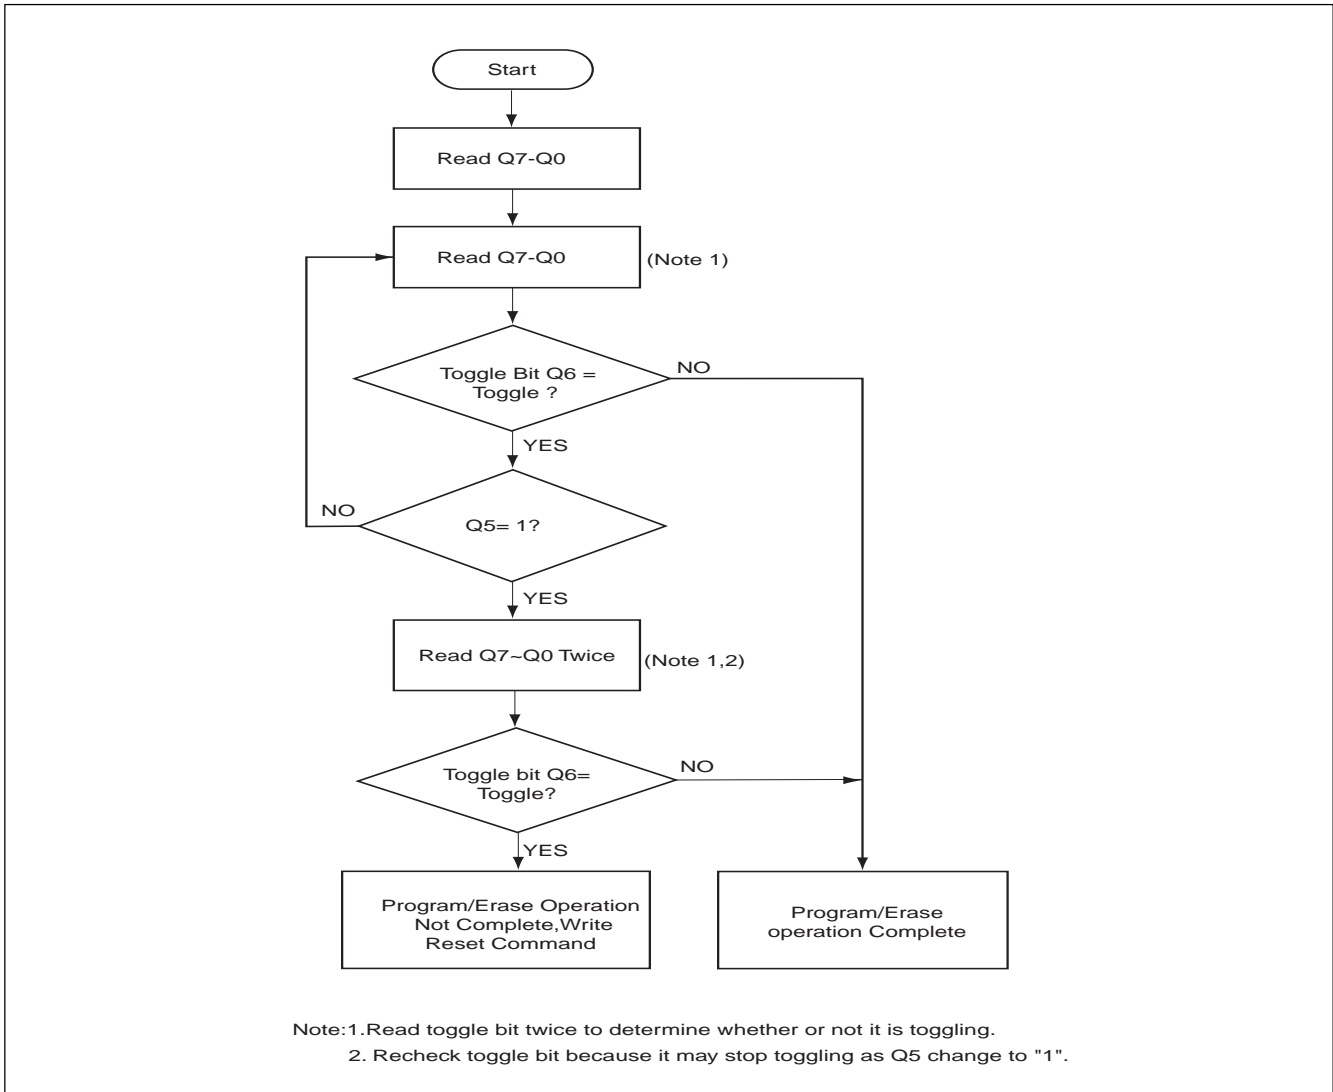 Start
Read Q7-Q0
Read Q7-Q0
(Note 1)
Toggle Bit Q6 =
Toggle ?
NO
YES
NO
Q5= 1?
YES
Read Q7~Q0 Twice
(Note 1,2)
Toggle bit Q6=
Toggle?
NO
YES
Program/Erase Operation
Not Complete,Write
Reset Command
Program/Erase
operation Complete
Note:1.Read toggle bit twice to determine whether or not it is toggling.
2. Recheck toggle bit because it may stop toggling as Q5 change to "1".